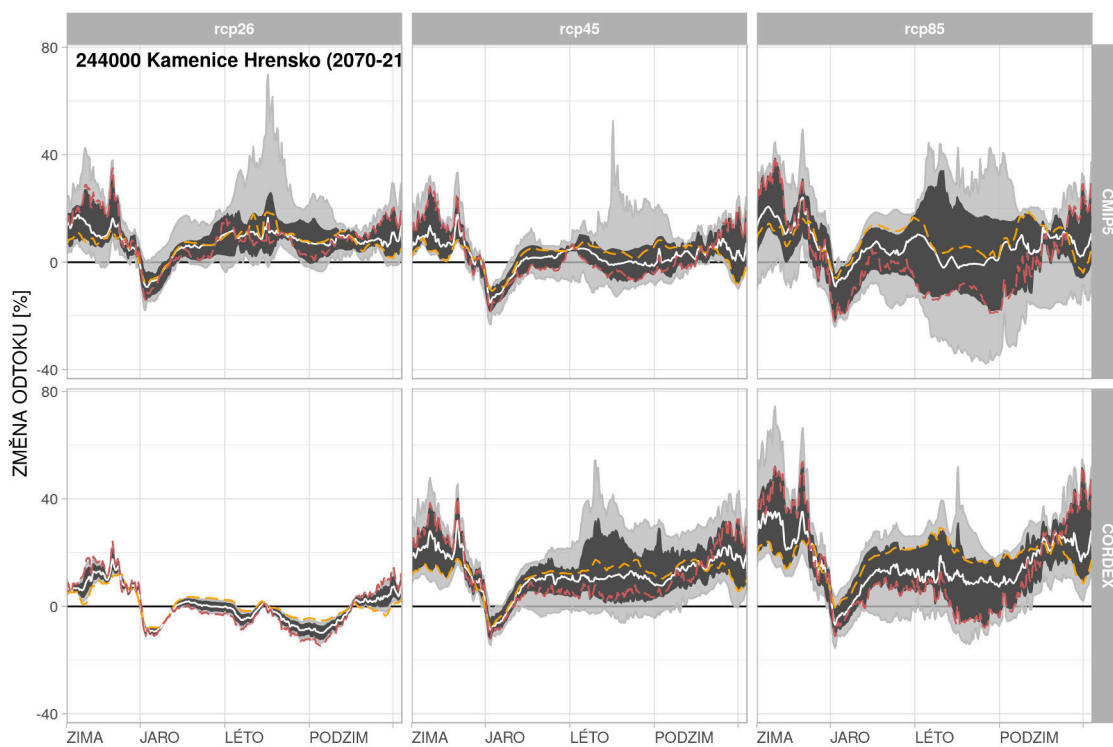 rcp26 rcp45 rcp85
244000 Kamenice Hrensko (2070-21
80
40
0
-40
CMIP5
80
40
0
-40
CORDEX
ZMĚNA ODTOKU [%]
ZIMA JARO LÉTO PODZIM ZIMA JARO LÉTO PODZIM ZIMA JARO LÉTO PODZIM